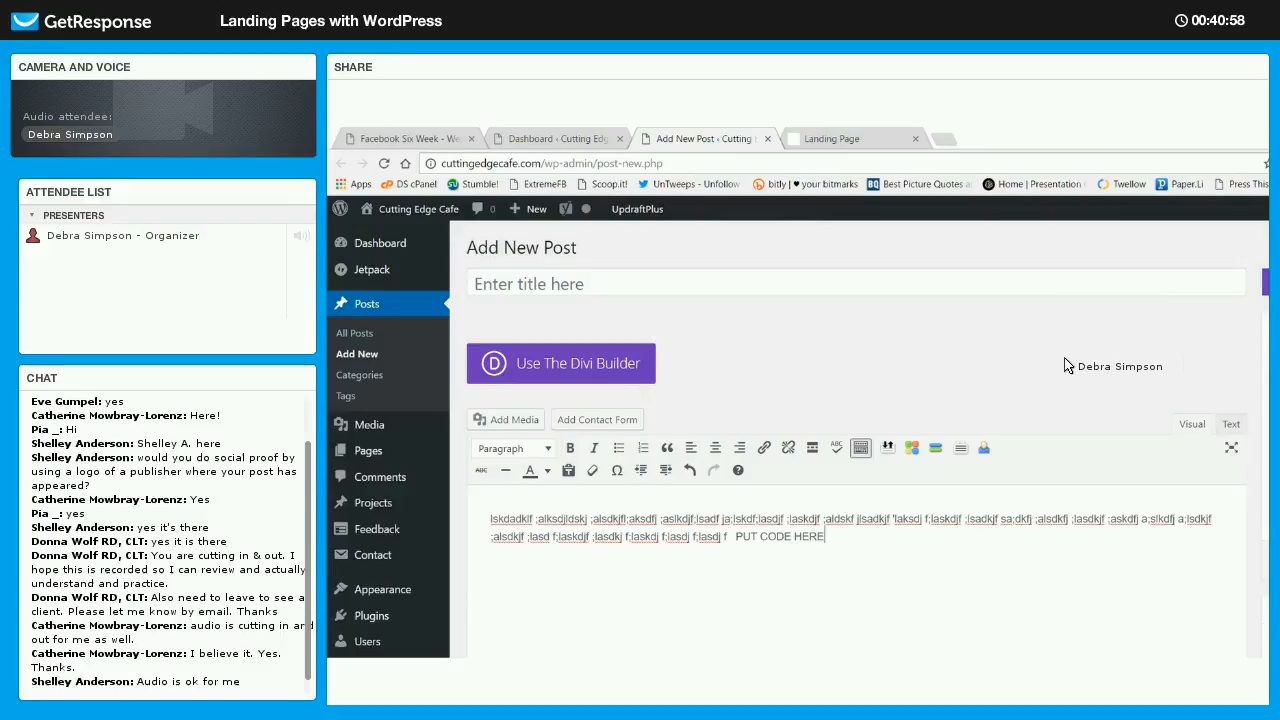 GetResponse
Landing Pages with WordPress
00:40:58
CAMERA AND VOICE
Audio attendee:
Debra Simpson
ATTENDEE LIST
PRESENTERS
Debra Simpson - Organizer
CHAT
Eve Gumpel: yes
Catherine Mowbray-Lorenz: Here!
Pia _: Hi
Shelley Anderson: Shelley A. here
Shelley Anderson: would you do social proof by
using a logo of a publisher where your post has
appeared?
Catherine Mowbray-Lorenz: Yes
Pia _: yes
Shelley Anderson: yes it's there
Donna Wolf RD, CLT: yes it is there
Donna Wolf RD, CLT: You are cutting in & out. I
hope this is recorded so I can review and actually
understand and practice.
Donna Wolf RD, CLT: Also need to leave to see a
client. Please let me know by email. Thanks
Catherine Mowbray-Lorenz: audio is cutting in and
out for me as well.
Catherine Mowbray-Lorenz: I believe it. Yes.
Thanks.
Shelley Anderson: Audio is ok for me
SHARE
Facebook Six Week - We
Dashboard ‹ Cutting Edg
Add New Post ‹ Cutting
Landing Page
cuttingedgecafe.com/wp-admin/post-new.php
Apps DS cPanel Stumble! ExtremeFB Scoop.it! UnTweeps - Unfollow bitly | ♥ your bitmarks Best Picture Quotes Home | Presentation Twellow Paper.Li Press This
Cutting Edge Cafe 0 New UpdraftPlus
Dashboard
Jetpack
Posts
All Posts
Add New
Categories
Tags
Media
Pages
Comments
Projects
Feedback
Contact
Appearance
Plugins
Users
Add New Post
Enter title here
D Use The Divi Builder
Debra Simpson
Add Media Add Contact Form
Visual Text
Paragraph
PUT CODE HERE